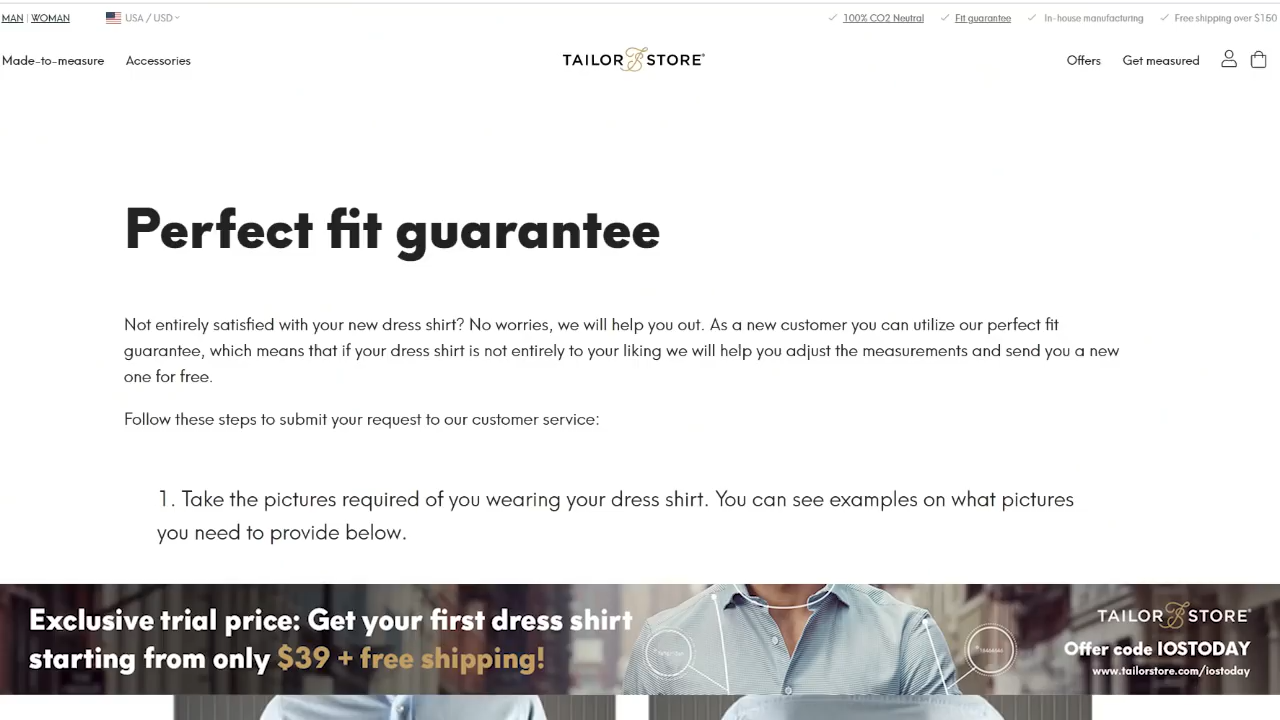 MAN | WOMAN
USA / USD
100% CO2 Neutral
Fit guarantee
In-house manufacturing
Free shipping over $150
Made-to-measure
Accessories
TAILOR STORE®
Offers
Get measured
Perfect fit guarantee
Not entirely satisfied with your new dress shirt? No worries, we will help you out. As a new customer you can utilize our perfect fit
guarantee, which means that if your dress shirt is not entirely to your liking we will help you adjust the measurements and send you a new
one for free.
Follow these steps to submit your request to our customer service:
1. Take the pictures required of you wearing your dress shirt. You can see examples on what pictures
you need to provide below.
Exclusive trial price: Get your first dress shirt
starting from only $39 + free shipping!
TAILOR STORE®
Offer code IOSTODAY
www.tailorstore.com/iostoday